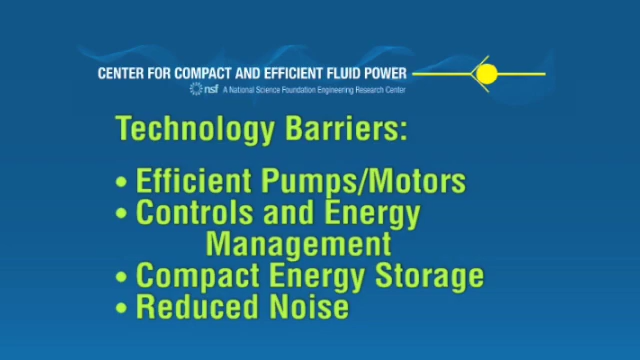 CENTER FOR COMPACT AND EFFICIENT FLUID POWER
nsf A National Science Foundation Engineering Research Center
Technology Barriers:
• Efficient Pumps/Motors
• Controls and Energy
Management
• Compact Energy Storage
• Reduced Noise